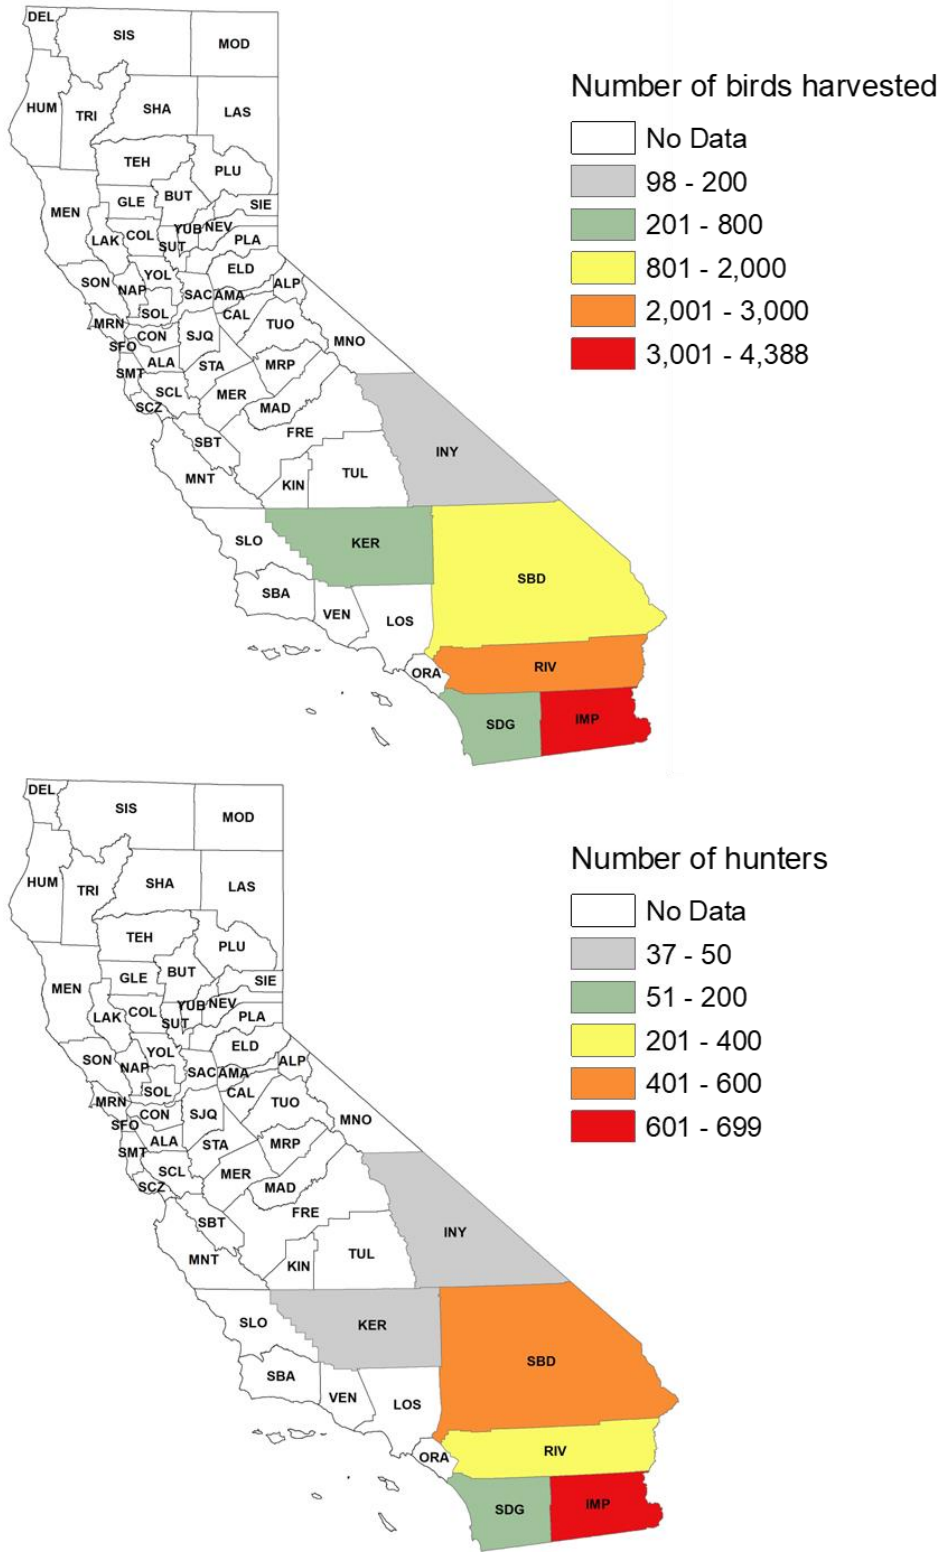 DEL
SIS
MOD
Number of birds harvested
HUM
TRI
SHA
LAS
No Data
TEH
PLU
98 - 200
GLE
BUT
SIE
MEN
201 - 800
YUB
NEV
LAK
COL
SUT
PLA
801 - 2,000
SON
NAP
YOL
ELD
ALP
SAC
AMA
2,001 - 3,000
MRN
SOL
CAL
TUO
SFO
CON
SJQ
MNO
3,001 - 4,388
SMT
ALA
STA
MRP
SCL
MER
SCZ
MAD
SBT
FRE
INY
MNT
KIN
TUL
SLO
KER
SBD
SBA
VEN
LOS
ORA
RIV
SDG
IMP
DEL
SIS
MOD
Number of hunters
HUM
TRI
SHA
LAS
No Data
TEH
PLU
37 - 50
MEN
GLE
BUT
SIE
51 - 200
YUB
NEV
LAK
COL
SUT
PLA
201 - 400
SON
NAP
YOL
ELD
ALP
SAC
AMA
401 - 600
MRN
SOL
CAL
TUO
SFO
CON
SJQ
MNO
601 - 699
SMT
ALA
STA
MRP
SCL
MER
SCZ
MAD
SBT
FRE
INY
MNT
KIN
TUL
SLO
KER
SBD
SBA
VEN
LOS
ORA
RIV
SDG
IMP